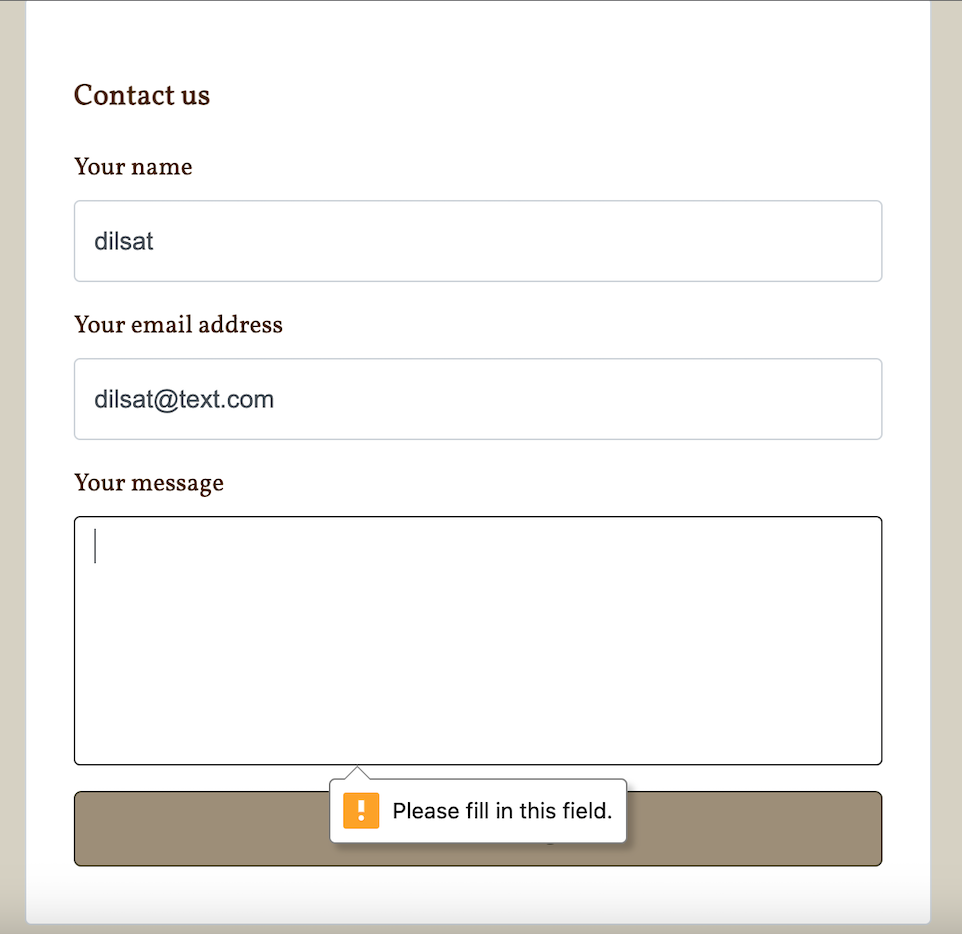 Contact us
Your name
dilsat
Your email address
dilsat@text.com
Your message
Please fill in this field.